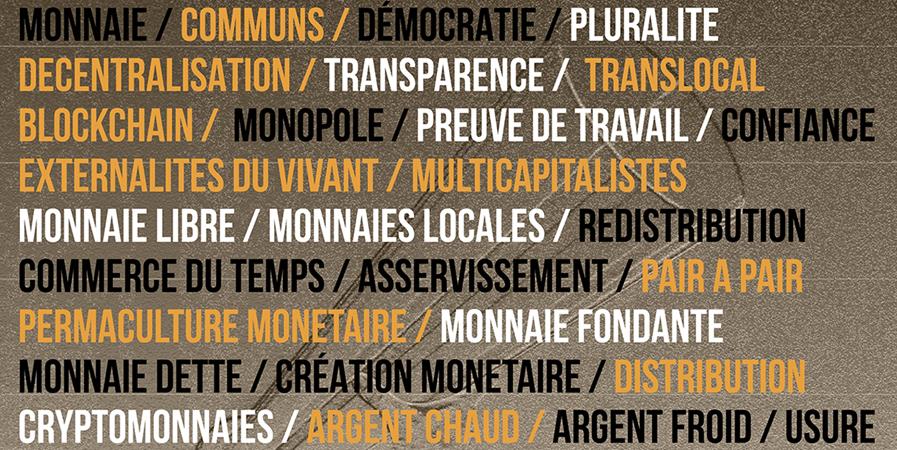 MONNAIE / COMMUNS / DÉMOCRATIE / PLURALITE
DECENTRALISATION / TRANSPARENCE / TRANSLOCAL
BLOCKCHAIN / MONOPOLE / PREUVE DE TRAVAIL / CONFIANCE
EXTERNALITES DU VIVANT / MULTICAPITALISTES
MONNAIE LIBRE / MONNAIES LOCALES / REDISTRIBUTION
COMMERCE DU TEMPS / ASSERVISSEMENT / PAIR A PAIR
PERMACULTURE MONETAIRE / MONNAIE FONDANTE
MONNAIE DETTE / CRÉATION MONETAIRE / DISTRIBUTION
CRYPTOMONNAIES / ARGENT CHAUD / ARGENT FROID / USURE